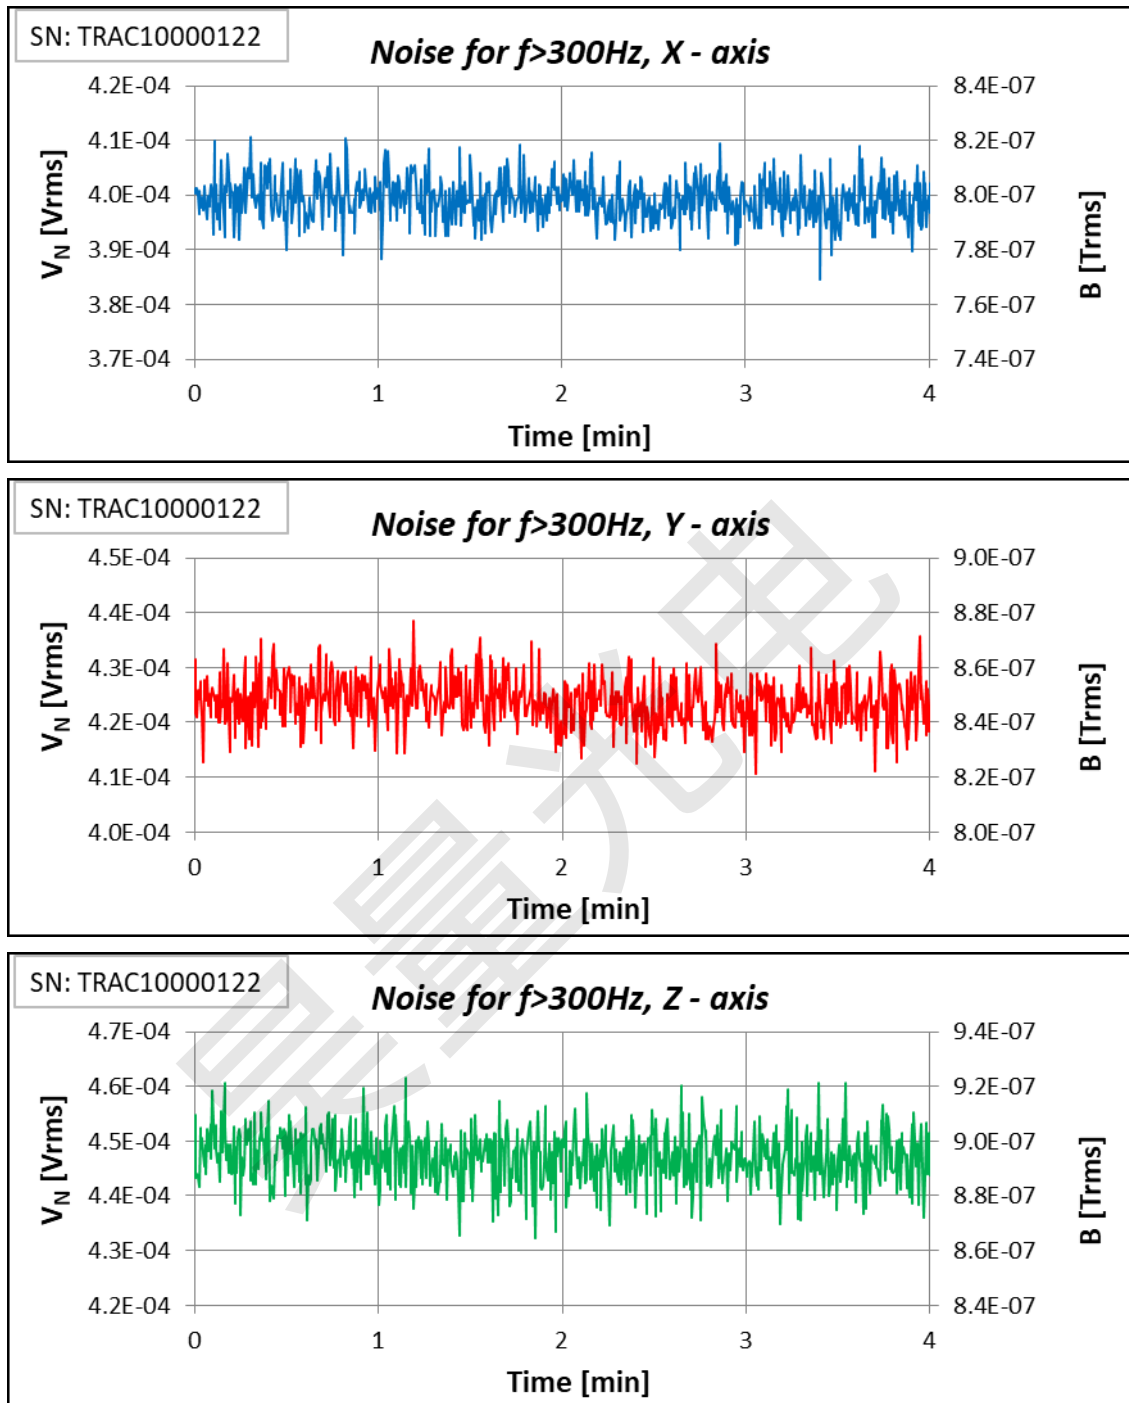 SN: TRAC10000122
Noise for f>300Hz, X - axis
4.2E-04
4.1E-04
4.0E-04
3.9E-04
3.8E-04
3.7E-04
V_N [Vrms]
8.4E-07
8.2E-07
8.0E-07
7.8E-07
7.6E-07
7.4E-07
B [Trms]
0 1 2 3 4
Time [min]
SN: TRAC10000122
Noise for f>300Hz, Y - axis
4.5E-04
4.4E-04
4.3E-04
4.2E-04
4.1E-04
4.0E-04
V_N [Vrms]
9.0E-07
8.8E-07
8.6E-07
8.4E-07
8.2E-07
8.0E-07
B [Trms]
0 1 2 3 4
Time [min]
SN: TRAC10000122
Noise for f>300Hz, Z - axis
4.7E-04
4.6E-04
4.5E-04
4.4E-04
4.3E-04
4.2E-04
V_N [Vrms]
9.4E-07
9.2E-07
9.0E-07
8.8E-07
8.6E-07
8.4E-07
B [Trms]
0 1 2 3 4
Time [min]
昊量光电